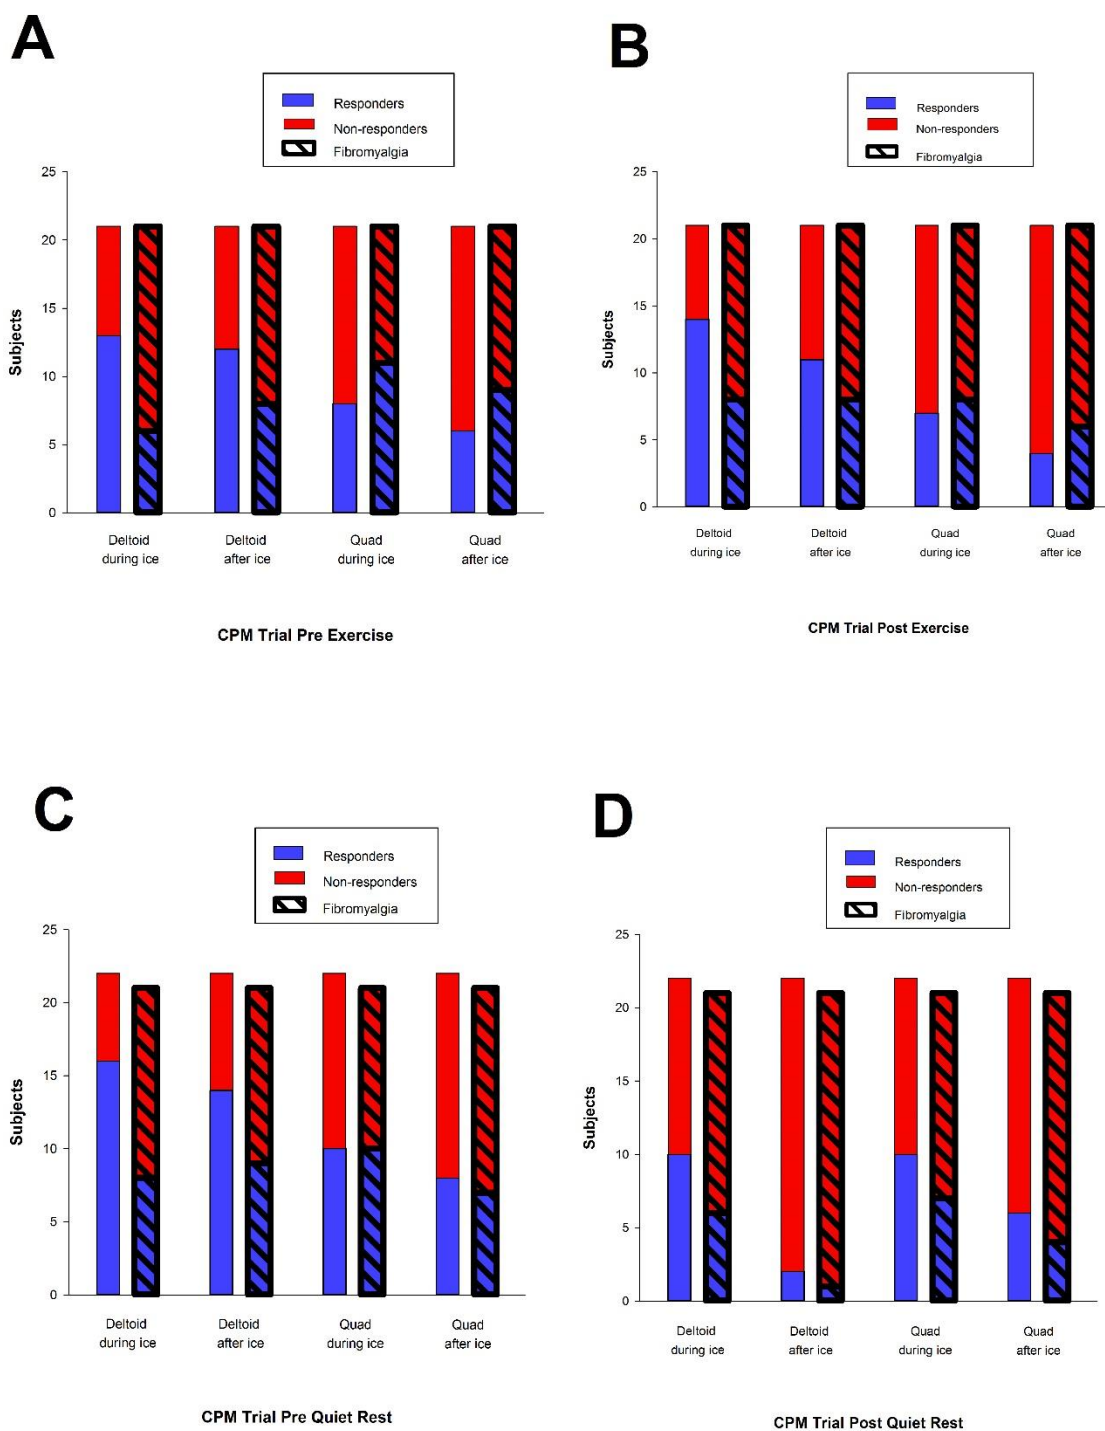 A
Responders
Non-responders
Fibromyalgia
25
20
15
10
5
0
Subjects
Deltoid during ice
Deltoid after ice
Quad during ice
Quad after ice
CPM Trial Pre Exercise
B
Responders
Non-responders
Fibromyalgia
25
20
15
10
5
0
Subjects
Deltoid during ice
Deltoid after ice
Quad during ice
Quad after ice
CPM Trial Post Exercise
C
Responders
Non-responders
Fibromyalgia
25
20
15
10
5
0
Subjects
Deltoid during ice
Deltoid after ice
Quad during ice
Quad after ice
CPM Trial Pre Quiet Rest
D
Responders
Non-responders
Fibromyalgia
25
20
15
10
5
0
Subjects
Deltoid during ice
Deltoid after ice
Quad during ice
Quad after ice
CPM Trial Post Quiet Rest